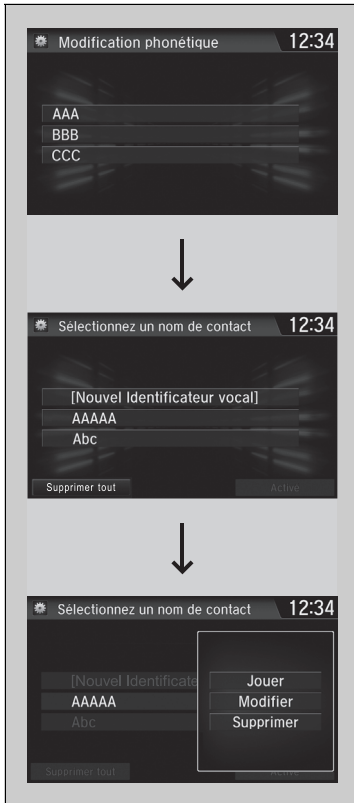 Modification phonétique 12:34
AAA
BBB
CCC
Sélectionnez un nom de contact 12:34
[Nouvel Identificateur vocal]
AAAAA
Abc
Supprimer tout Activé
Sélectionnez un nom de contact 12:34
[Nouvel Identificate
AAAAA
Abc
Jouer
Modifier
Supprimer
Supprimer tout Activé